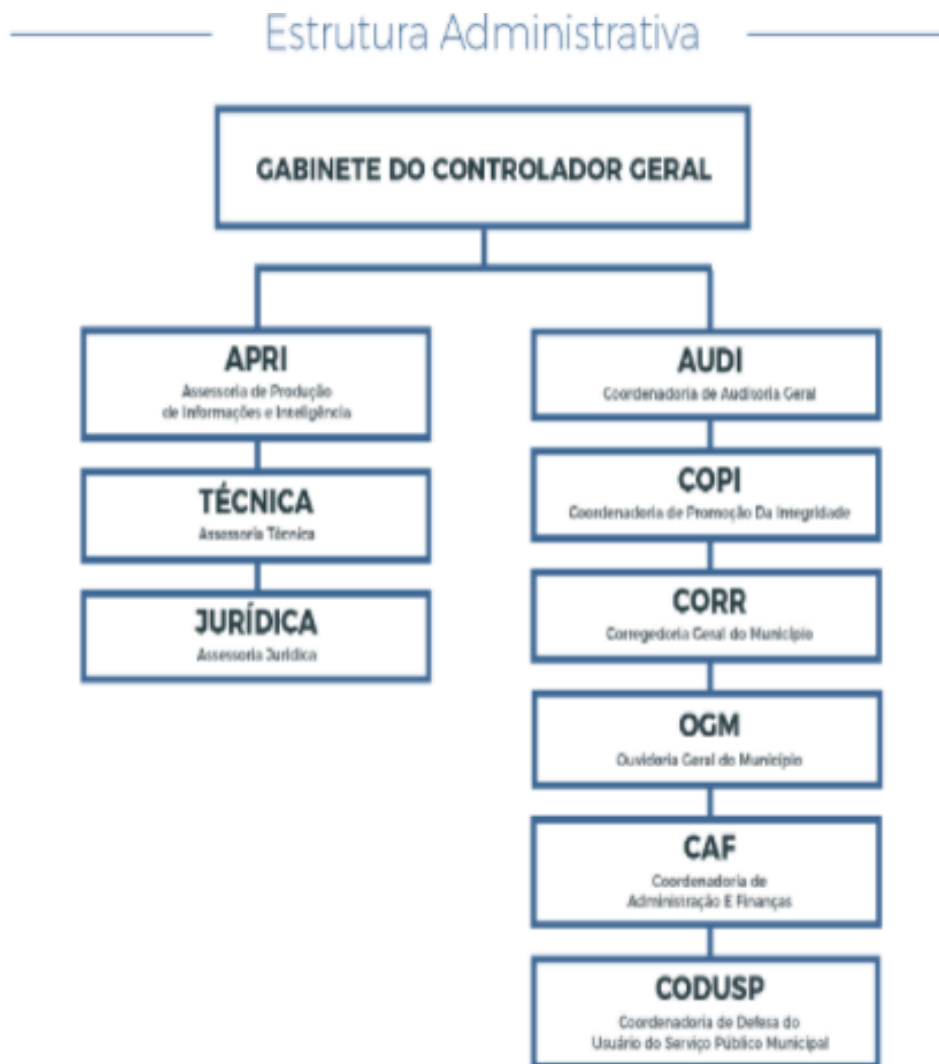 Estrutura Administrativa
GABINETE DO CONTROLADOR GERAL
APRI
Assessoria de Produção
de Informações e Inteligência
TÉCNICA
Assessoria Técnica
JURÍDICA
Assessoria Jurídica
AUDI
Coordenadoria de Auditoria Geral
COPI
Coordenadoria de Promoção Da Integridade
CORR
Corregedoria Geral do Município
OGM
Ouvidoria Geral do Município
CAF
Coordenadoria de
Administração E Finanças
CODUSP
Coordenadoria de Defesa do
Usuário do Serviço Público Municipal